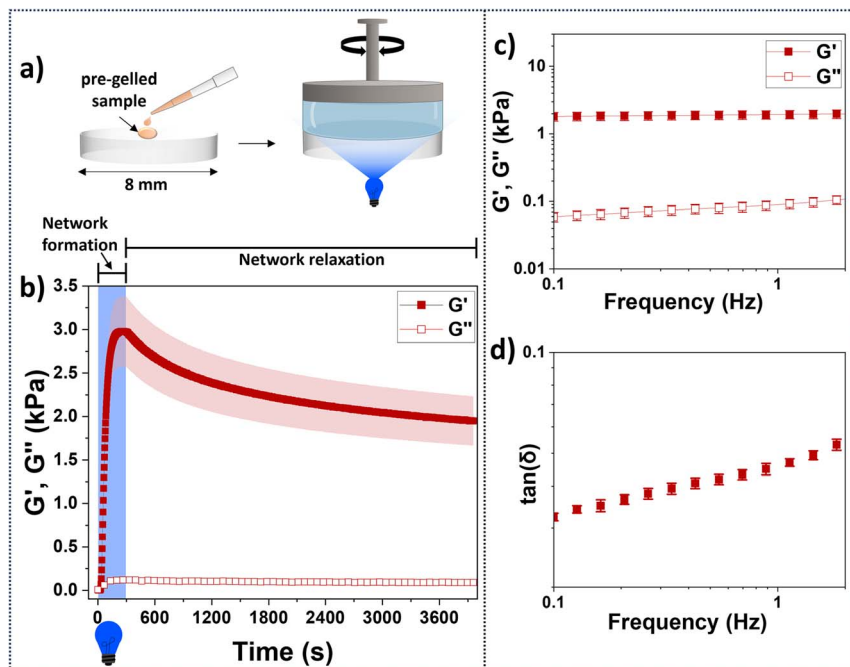 a)
pre-gelled
sample
8 mm
Network
formation
Network relaxation
b)
G'
G"
3.5
3.0
2.5
2.0
1.5
1.0
0.5
0.0
G', G" (kPa)
0 600 1200 1800 2400 3000 3600
Time (s)
c)
G'
G"
10
1
0.1
0.01
G', G" (kPa)
0.1 1
Frequency (Hz)
d)
0.1
tan(δ)
0.1 1
Frequency (Hz)